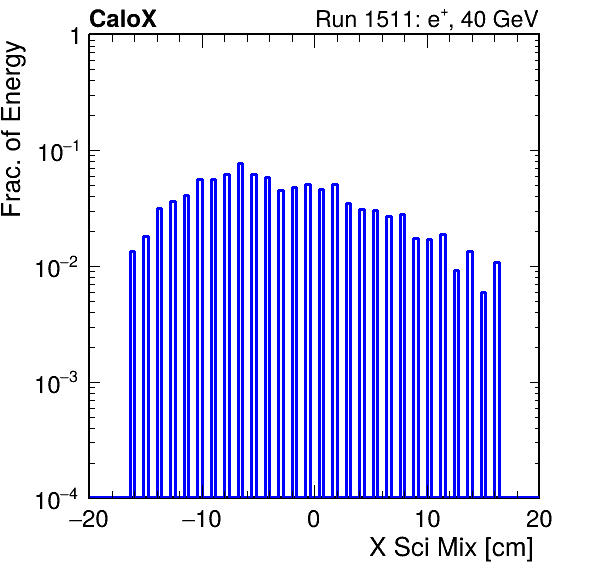 CaloX Run 1511: e⁺, 40 GeV
Frac. of Energy
1
10⁻¹
10⁻²
10⁻³
10⁻⁴
−20 −10 0 10 20
X Sci Mix [cm]